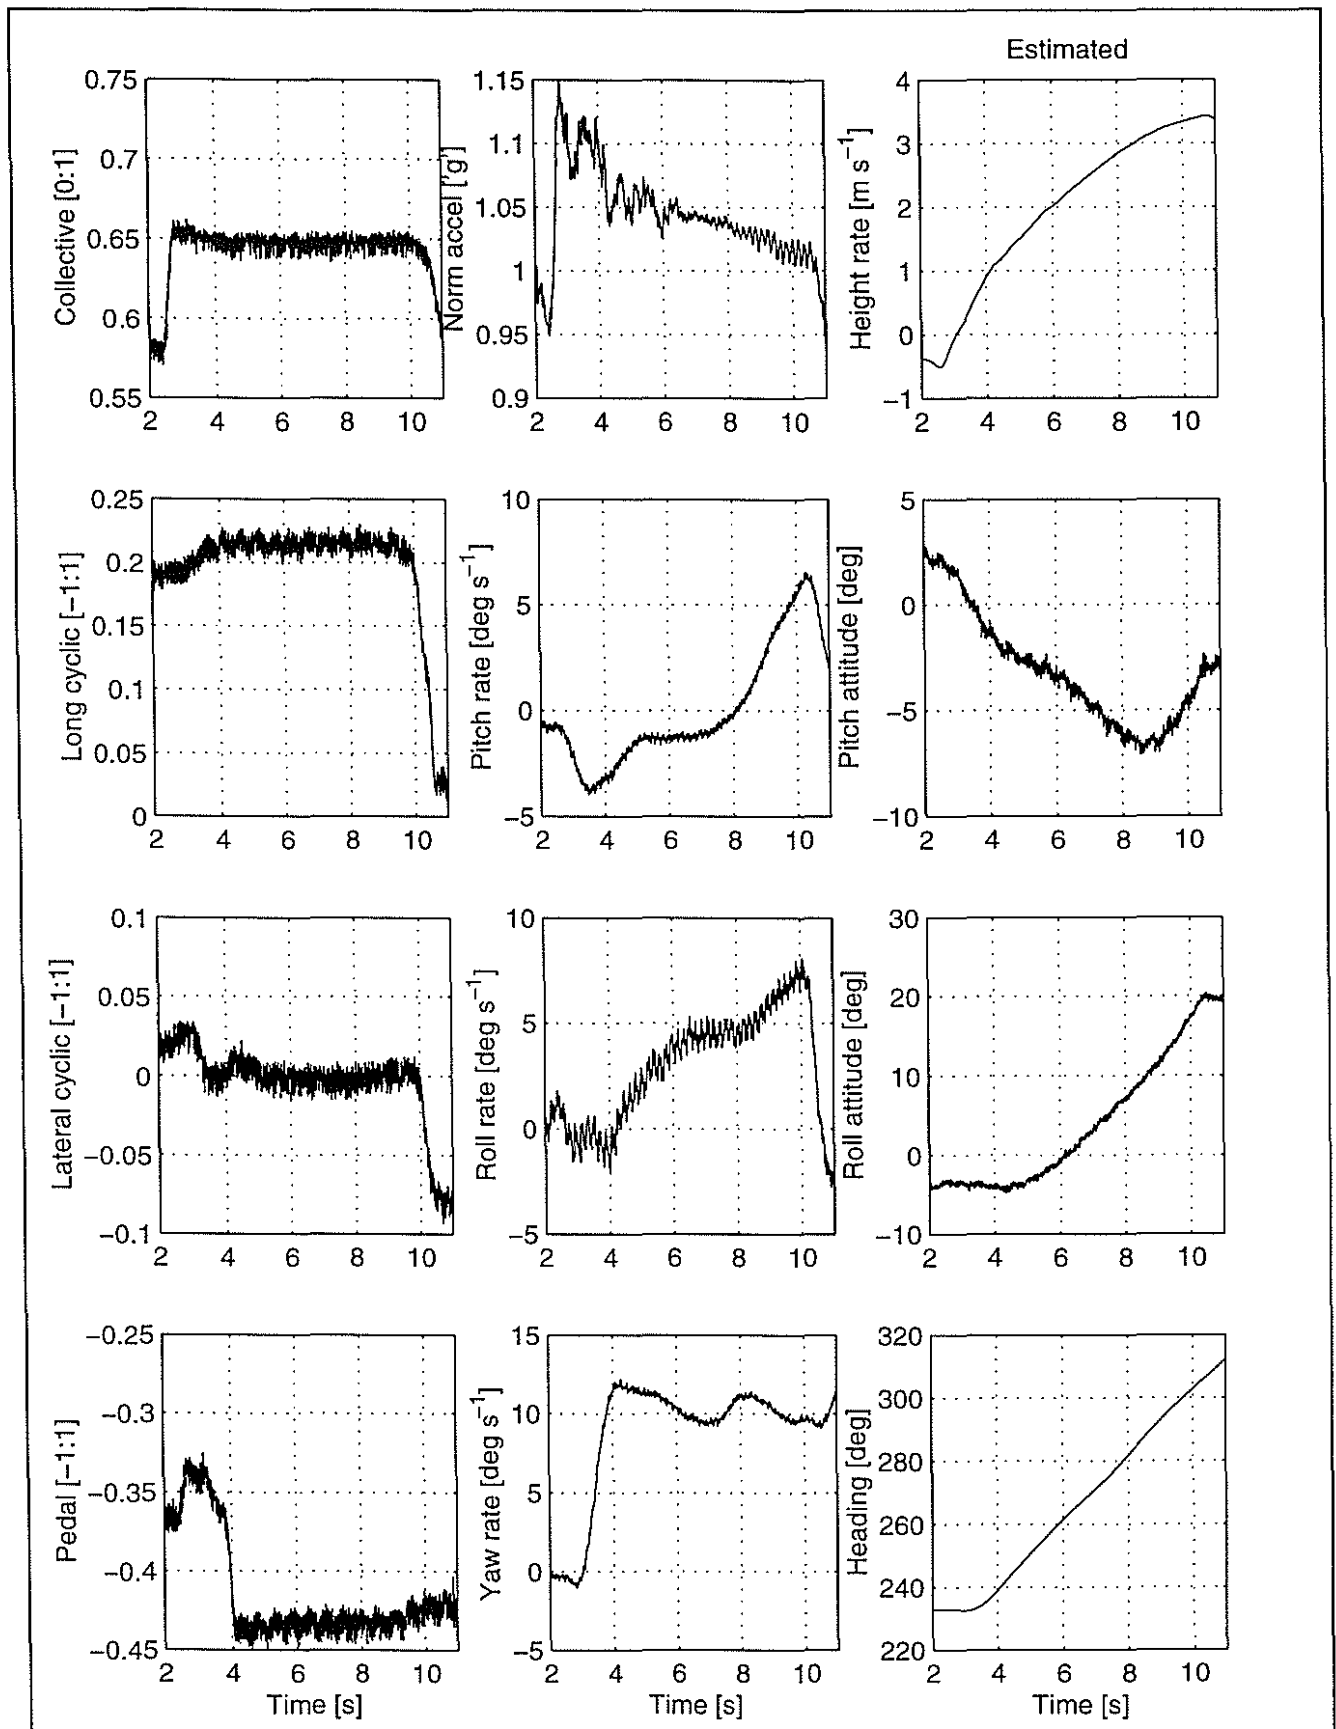 Estimated
0.75
0.7
0.65
0.6
0.55
Collective [0:1]
2 4 6 8 10
1.15
1.1
1.05
1
0.95
0.9
Norm accel ['g']
2 4 6 8 10
4
3
2
1
0
−1
Height rate [m s−1]
2 4 6 8 10
0.25
0.2
0.15
0.1
0.05
0
Long cyclic [−1:1]
2 4 6 8 10
10
5
0
−5
Pitch rate [deg s−1]
2 4 6 8 10
5
0
−5
−10
Pitch attitude [deg]
2 4 6 8 10
0.1
0.05
0
−0.05
−0.1
Lateral cyclic [−1:1]
2 4 6 8 10
10
5
0
−5
Roll rate [deg s−1]
2 4 6 8 10
30
20
10
0
−10
Roll attitude [deg]
2 4 6 8 10
−0.25
−0.3
−0.35
−0.4
−0.45
Pedal [−1:1]
2 4 6 8 10
Time [s]
15
10
5
0
−5
Yaw rate [deg s−1]
2 4 6 8 10
Time [s]
320
300
280
260
240
220
Heading [deg]
2 4 6 8 10
Time [s]